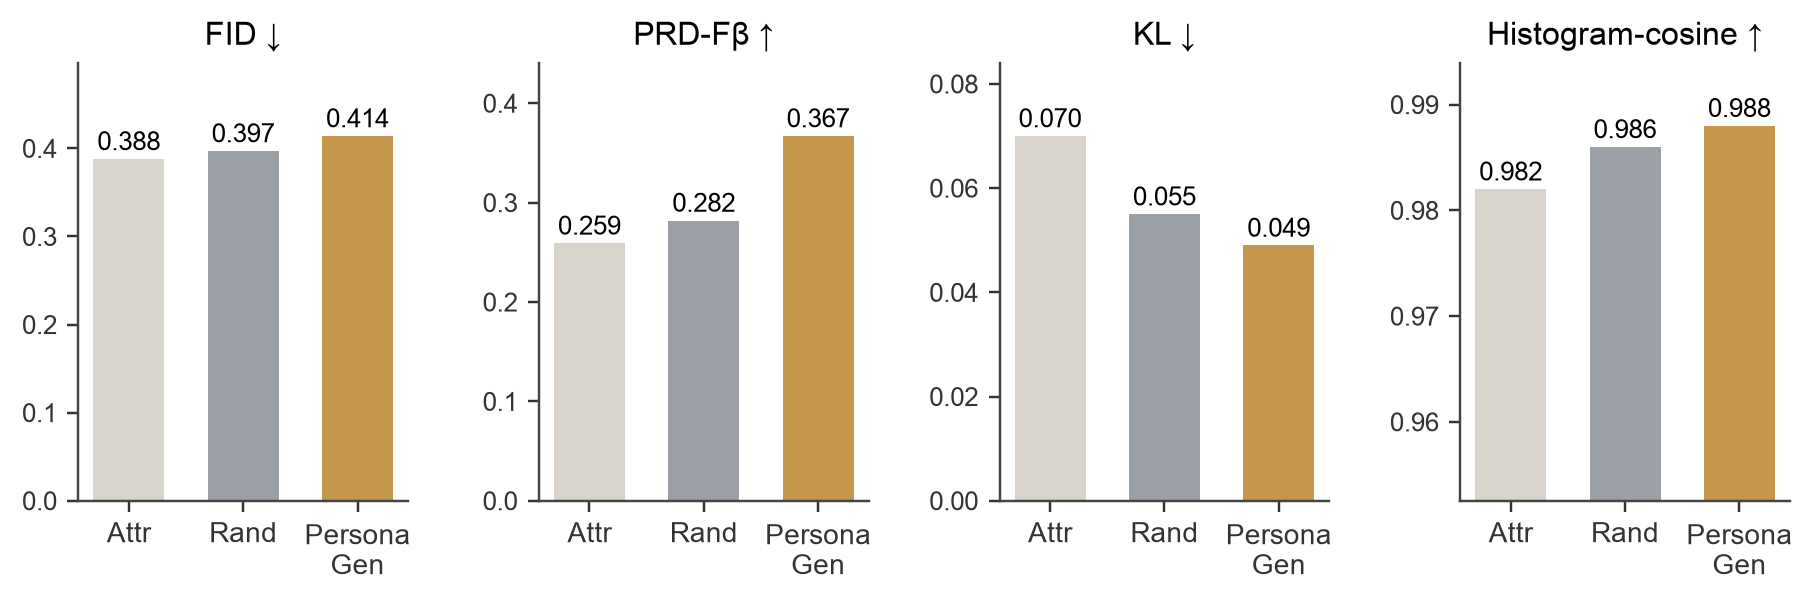 FID ↓
0.4
0.3
0.2
0.1
0.0
0.388
0.397
0.414
Attr
Rand
Persona
Gen
PRD-Fβ ↑
0.4
0.3
0.2
0.1
0.0
0.259
0.282
0.367
Attr
Rand
Persona
Gen
KL ↓
0.08
0.06
0.04
0.02
0.00
0.070
0.055
0.049
Attr
Rand
Persona
Gen
Histogram-cosine ↑
0.99
0.98
0.97
0.96
0.982
0.986
0.988
Attr
Rand
Persona
Gen